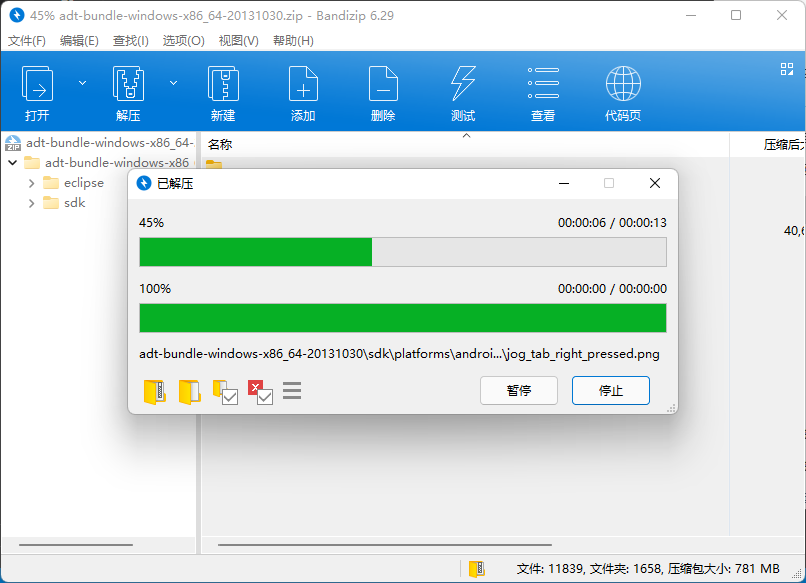 45% adt-bundle-windows-x86_64-20131030.zip - Bandizip 6.29
文件(F) 编辑(E) 查找(I) 选项(O) 视图(V) 帮助(H)
打开 解压 新建 添加 删除 测试 查看 代码页
adt-bundle-windows-x86_64- 名称 压缩后大
adt-bundle-windows-x86
eclipse
sdk
已解压
45% 00:00:06 / 00:00:13
40,6
100% 00:00:00 / 00:00:00
adt-bundle-windows-x86_64-20131030\sdk\platforms\androi...\jog_tab_right_pressed.png
暂停 停止
文件: 11839, 文件夹: 1658, 压缩包大小: 781 MB